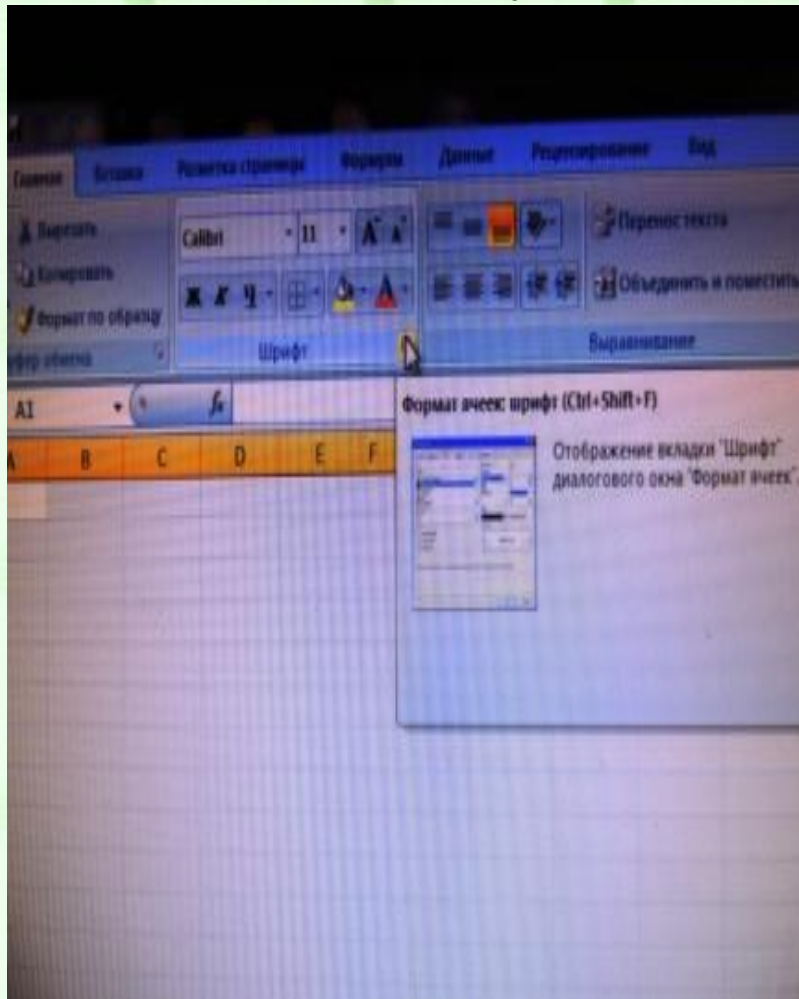 Главная Вставка Разметка страницы Формулы Данные Рецензирование Вид
Вырезать
Копировать
Формат по образцу
Calibri 11
Ж К Ч
Шрифт
Перенос текста
Объединить и поместить
Выравнивание
A1 fx
B C D E F
Формат ячеек: шрифт (Ctrl+Shift+F)
Отображение вкладки "Шрифт"
диалогового окна "Формат ячеек".